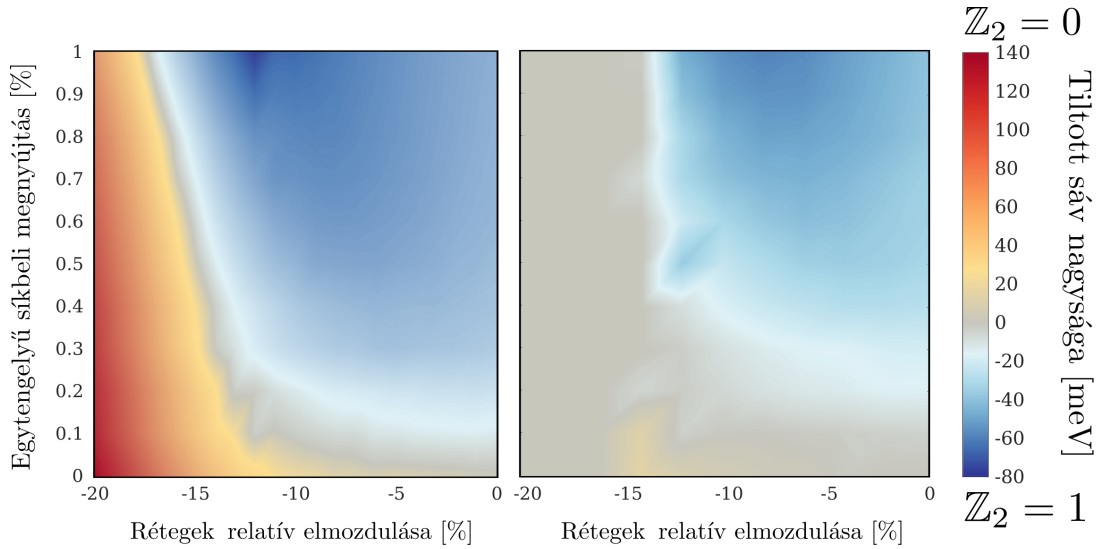 ℤ₂ = 0
Egytengelyű síkbeli megnyújtás [%]
1
0.9
0.8
0.7
0.6
0.5
0.4
0.3
0.2
0.1
0
-20 -15 -10 -5 0
Rétegek relatív elmozdulása [%]
-20 -15 -10 -5 0
Rétegek relatív elmozdulása [%]
140
120
100
80
60
40
20
0
-20
-40
-60
-80
Tiltott sáv nagysága [meV]
ℤ₂ = 1